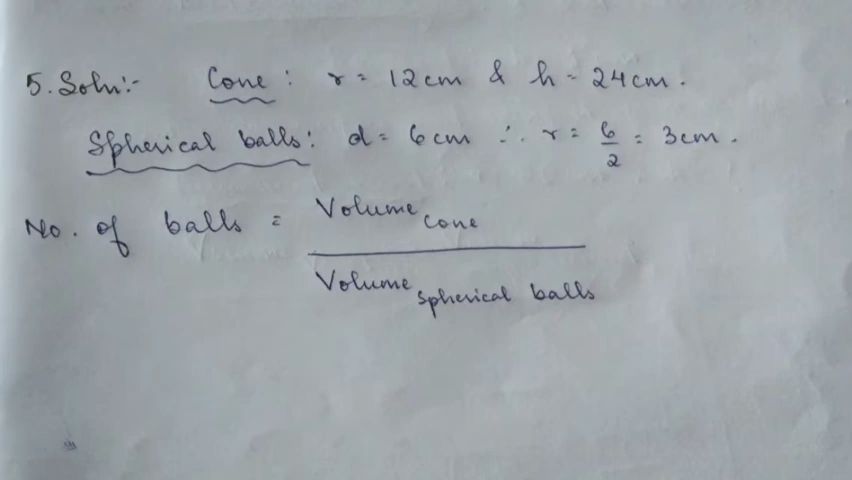 5. Soln:- Cone : r = 12cm & h = 24cm.
Spherical balls: d = 6cm ∴ r = 6/2 = 3cm.
No. of balls = Volume cone
Volume spherical balls